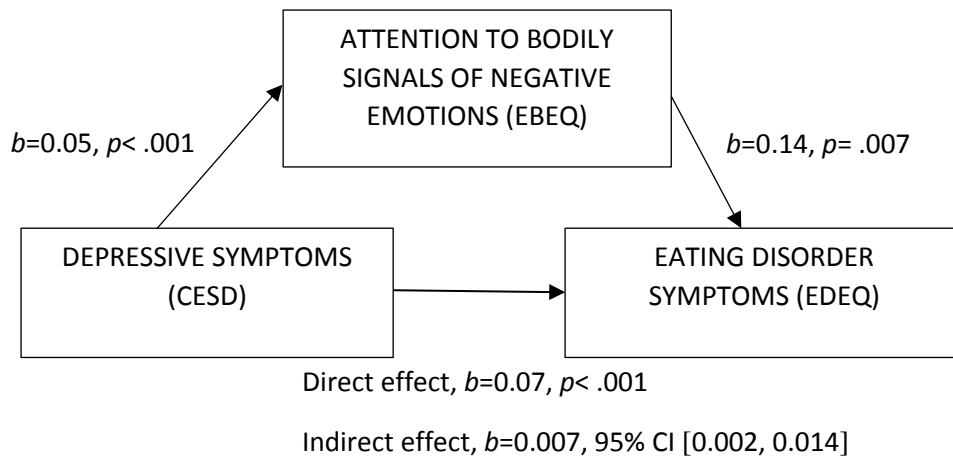 ATTENTION TO BODILY
SIGNALS OF NEGATIVE
EMOTIONS (EBEQ)
b=0.05, p< .001
b=0.14, p= .007
DEPRESSIVE SYMPTOMS
(CESD)
EATING DISORDER
SYMPTOMS (EDEQ)
Direct effect, b=0.07, p< .001
Indirect effect, b=0.007, 95% CI [0.002, 0.014]